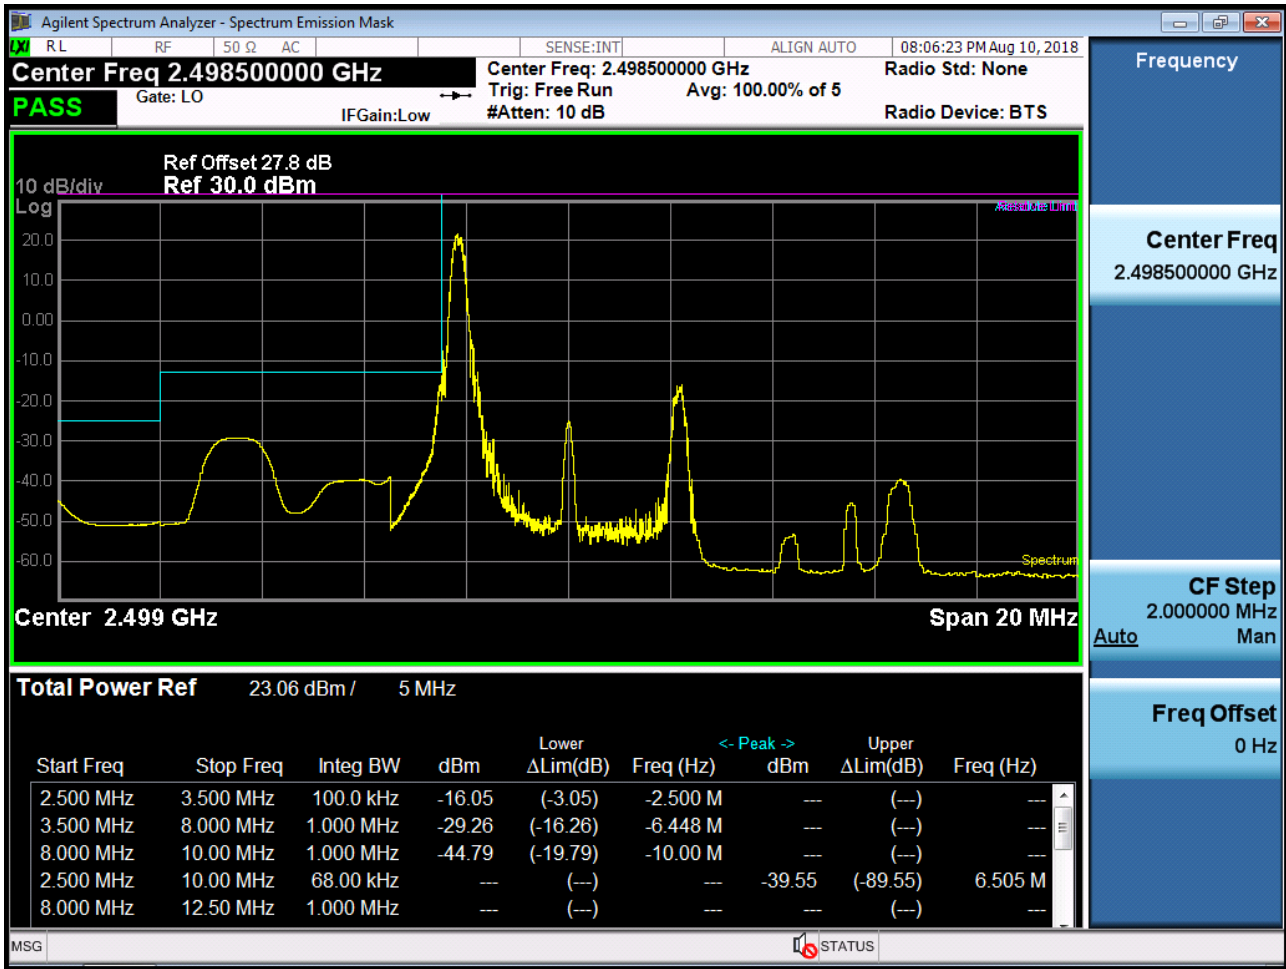 Agilent Spectrum Analyzer - Spectrum Emission Mask
LXI RL RF 50 Ω AC SENSE:INT ALIGN AUTO 08:06:23 PM Aug 10, 2018
Center Freq 2.498500000 GHz
Center Freq: 2.498500000 GHz
Radio Std: None
Gate: LO
Trig: Free Run
Avg: 100.00% of 5
PASS
IFGain:Low
#Atten: 10 dB
Radio Device: BTS
Ref Offset 27.8 dB
10 dB/div
Ref 30.0 dBm
Log
Absolute Limit
20.0
10.0
0.00
-10.0
-20.0
-30.0
-40.0
-50.0
-60.0
Spectrum
Center 2.499 GHz
Span 20 MHz
Total Power Ref 23.06 dBm / 5 MHz
Lower <- Peak -> Upper
Start Freq Stop Freq Integ BW dBm ΔLim(dB) Freq (Hz) dBm ΔLim(dB) Freq (Hz)
2.500 MHz 3.500 MHz 100.0 kHz -16.05 (-3.05) -2.500 M --- (---) ---
3.500 MHz 8.000 MHz 1.000 MHz -29.26 (-16.26) -6.448 M --- (---) ---
8.000 MHz 10.00 MHz 1.000 MHz -44.79 (-19.79) -10.00 M --- (---) ---
2.500 MHz 10.00 MHz 68.00 kHz --- (---) --- -39.55 (-89.55) 6.505 M
8.000 MHz 12.50 MHz 1.000 MHz --- (---) --- --- (---) ---
MSG
STATUS
Frequency
Center Freq
2.498500000 GHz
CF Step
2.000000 MHz
Auto Man
Freq Offset
0 Hz